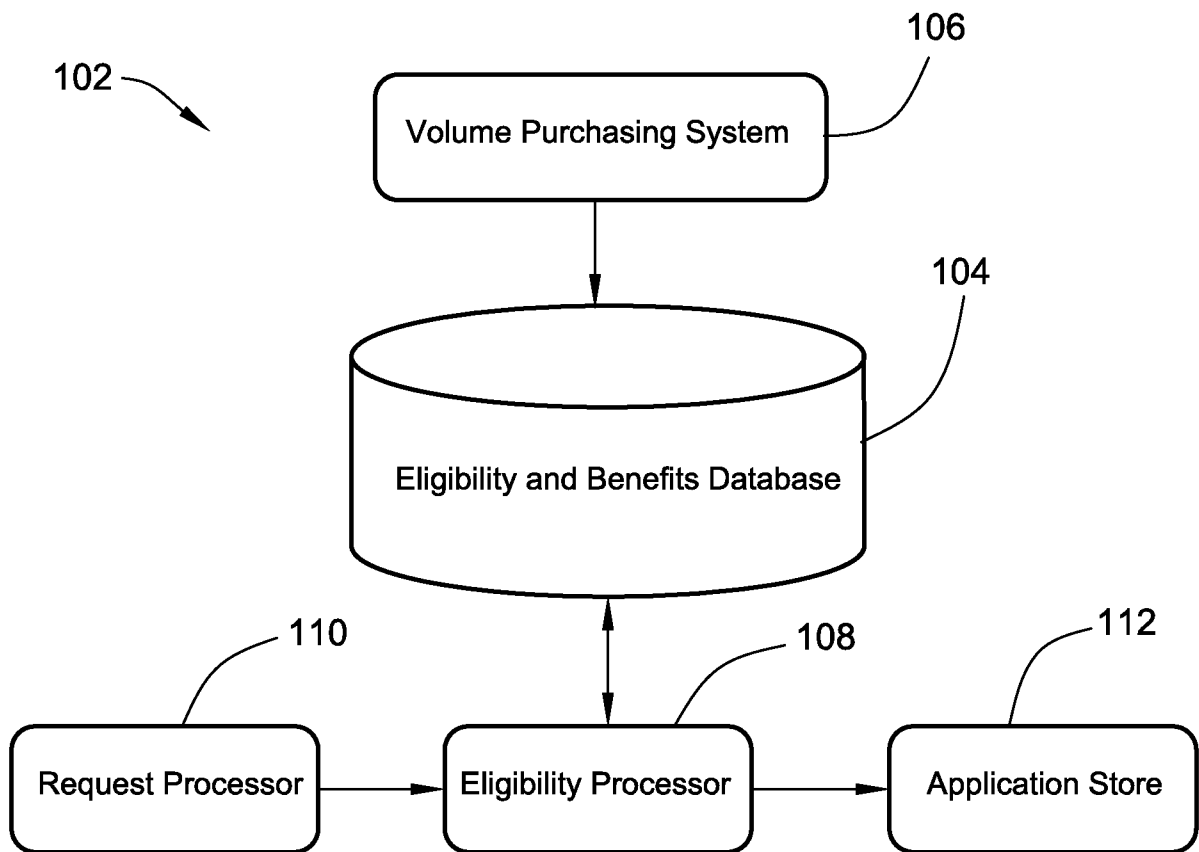 106
102
Volume Purchasing System
104
Eligibility and Benefits Database
110
108
112
Request Processor
Eligibility Processor
Application Store